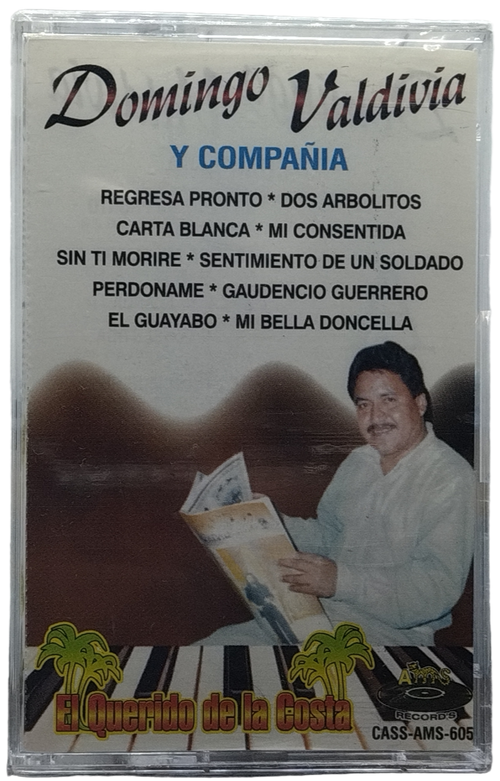 Domingo Valdivia
Y COMPAÑIA
REGRESA PRONTO * DOS ARBOLITOS
CARTA BLANCA * MI CONSENTIDA
SIN TI MORIRE * SENTIMIENTO DE UN SOLDADO
PERDONAME * GAUDENCIO GUERRERO
EL GUAYABO * MI BELLA DONCELLA
El Querido de la Costa
RECORD'S
CASS-AMS-605